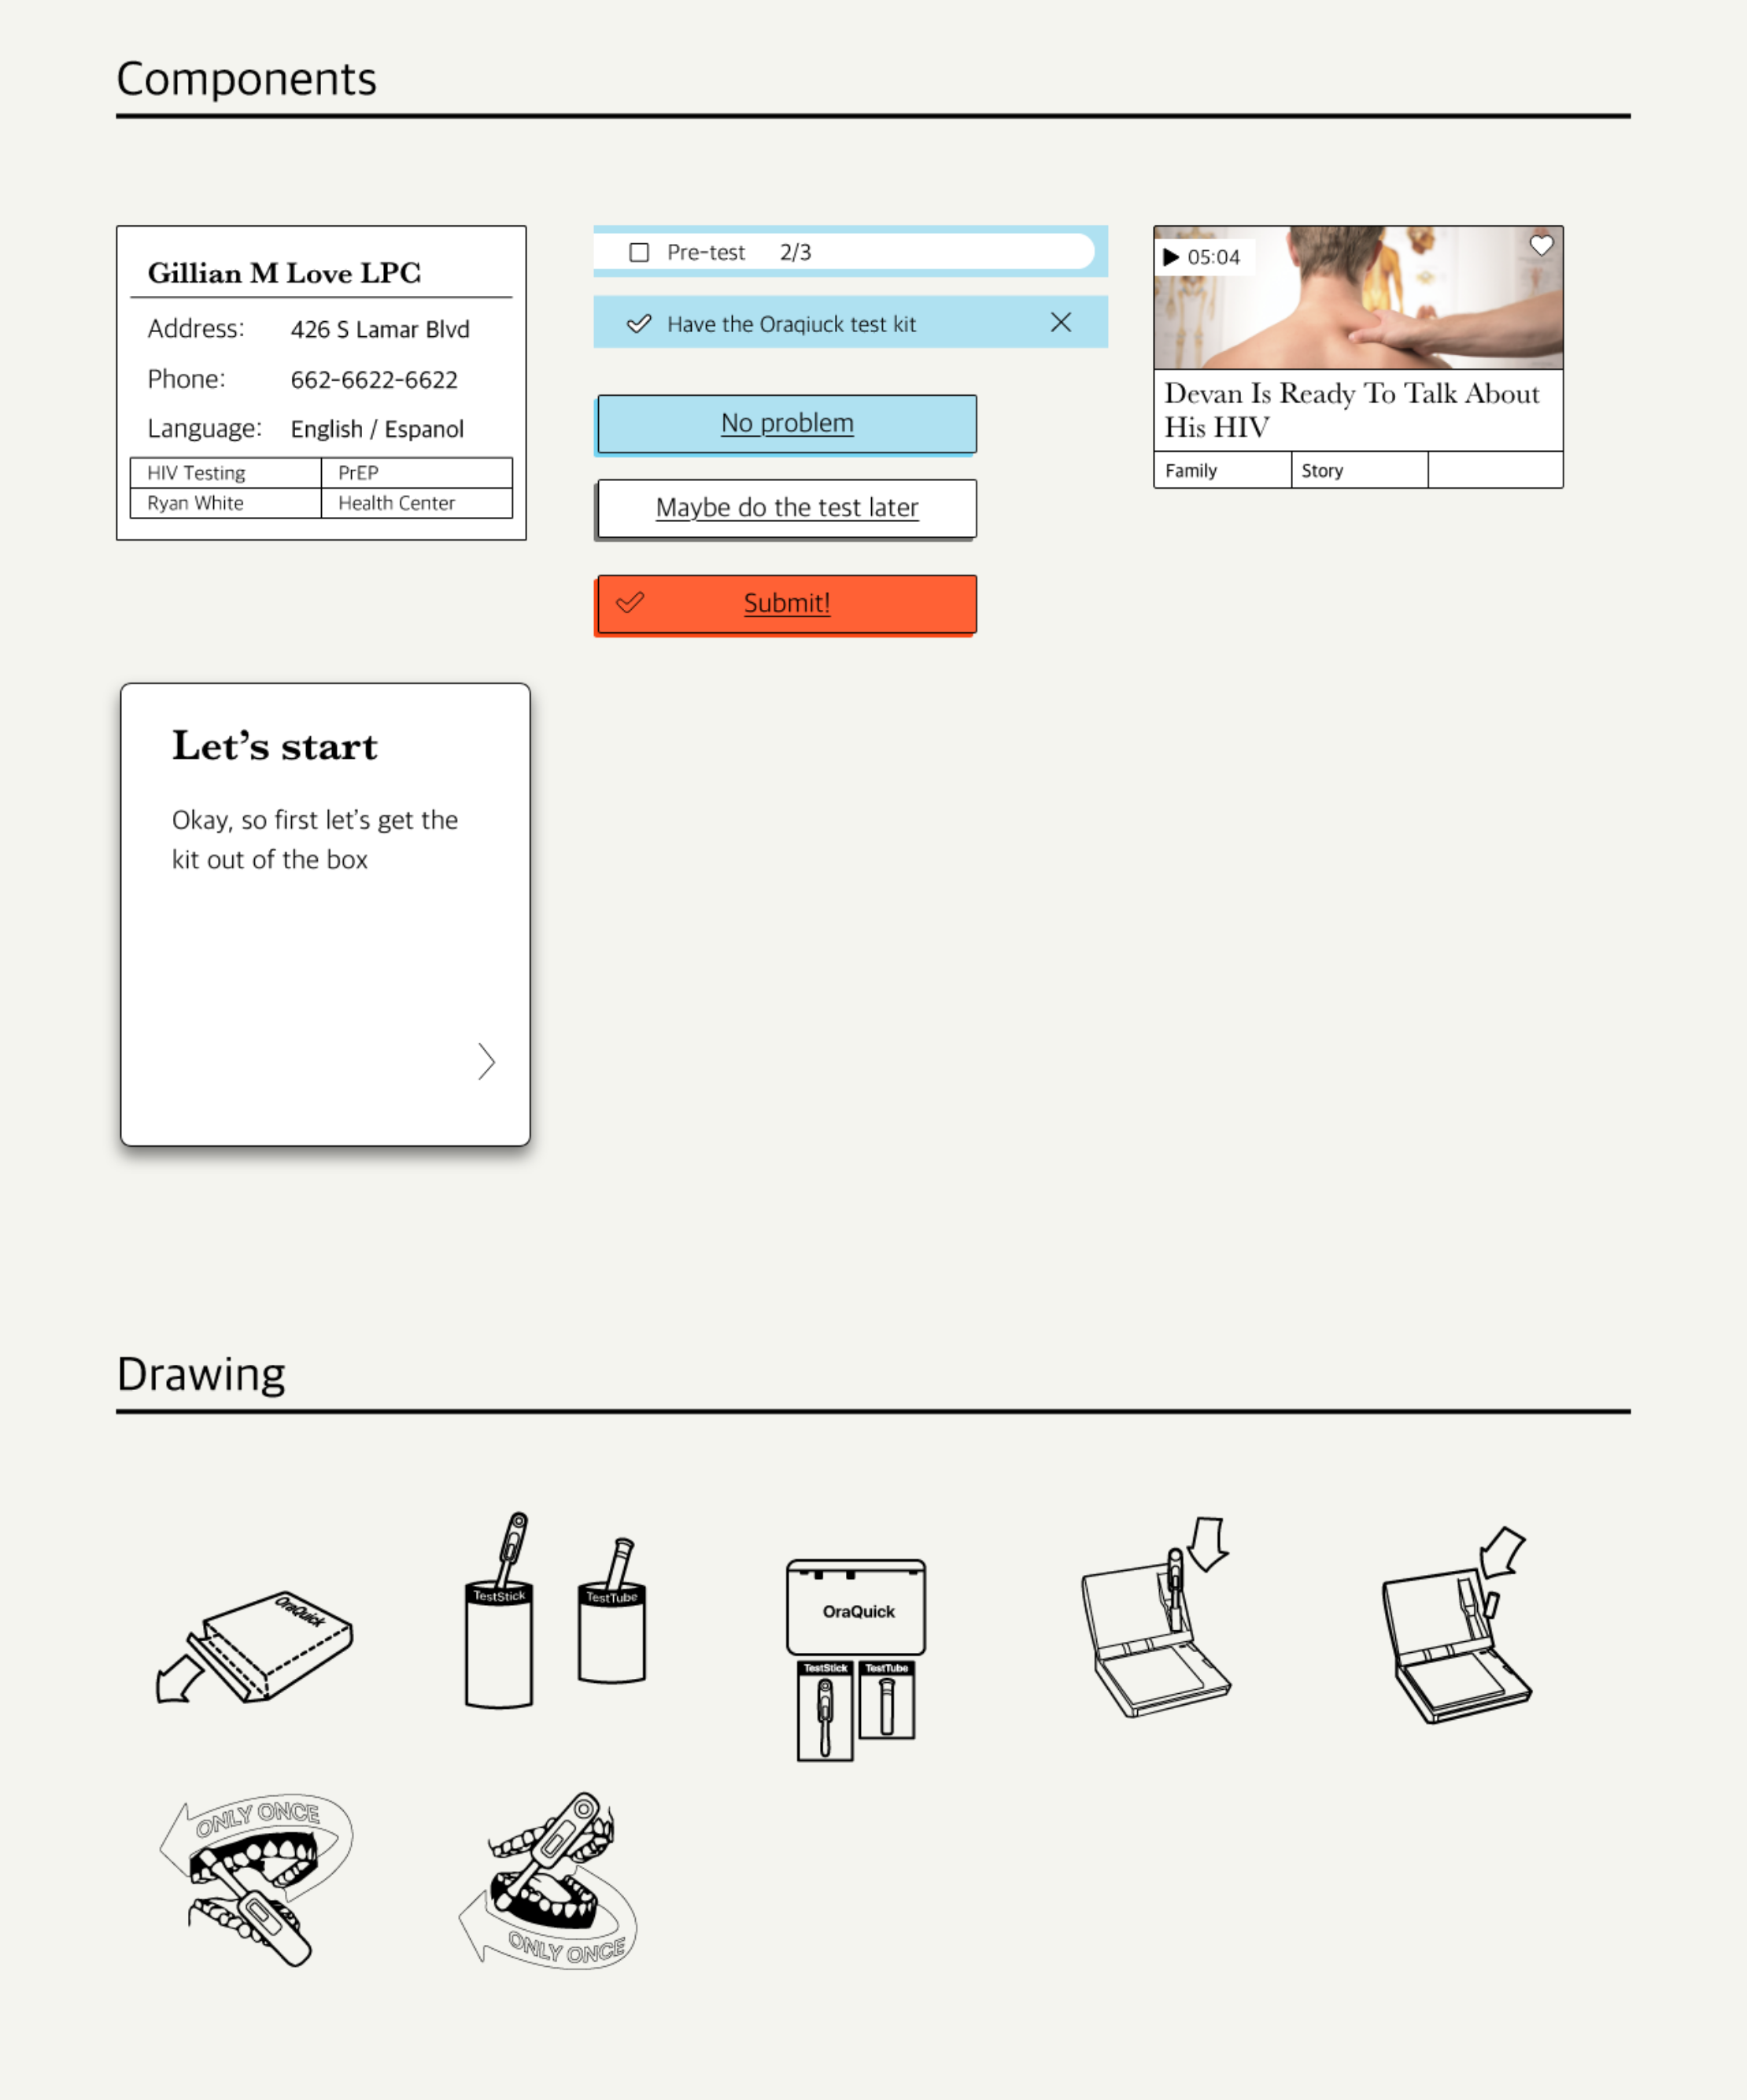 Components
Gillian M Love LPC
Address: 426 S Lamar Blvd
Phone: 662-6622-6622
Language: English / Espanol
HIV Testing PrEP
Ryan White Health Center
Pre-test 2/3
Have the Oraqiuck test kit
No problem
Maybe do the test later
Submit!
05:04
Devan Is Ready To Talk About
His HIV
Family Story
Let's start
Okay, so first let's get the
kit out of the box
Drawing
OraQuick
TestStick
TestTube
OraQuick
TestStick TestTube
ONLY ONCE
ONLY ONCE